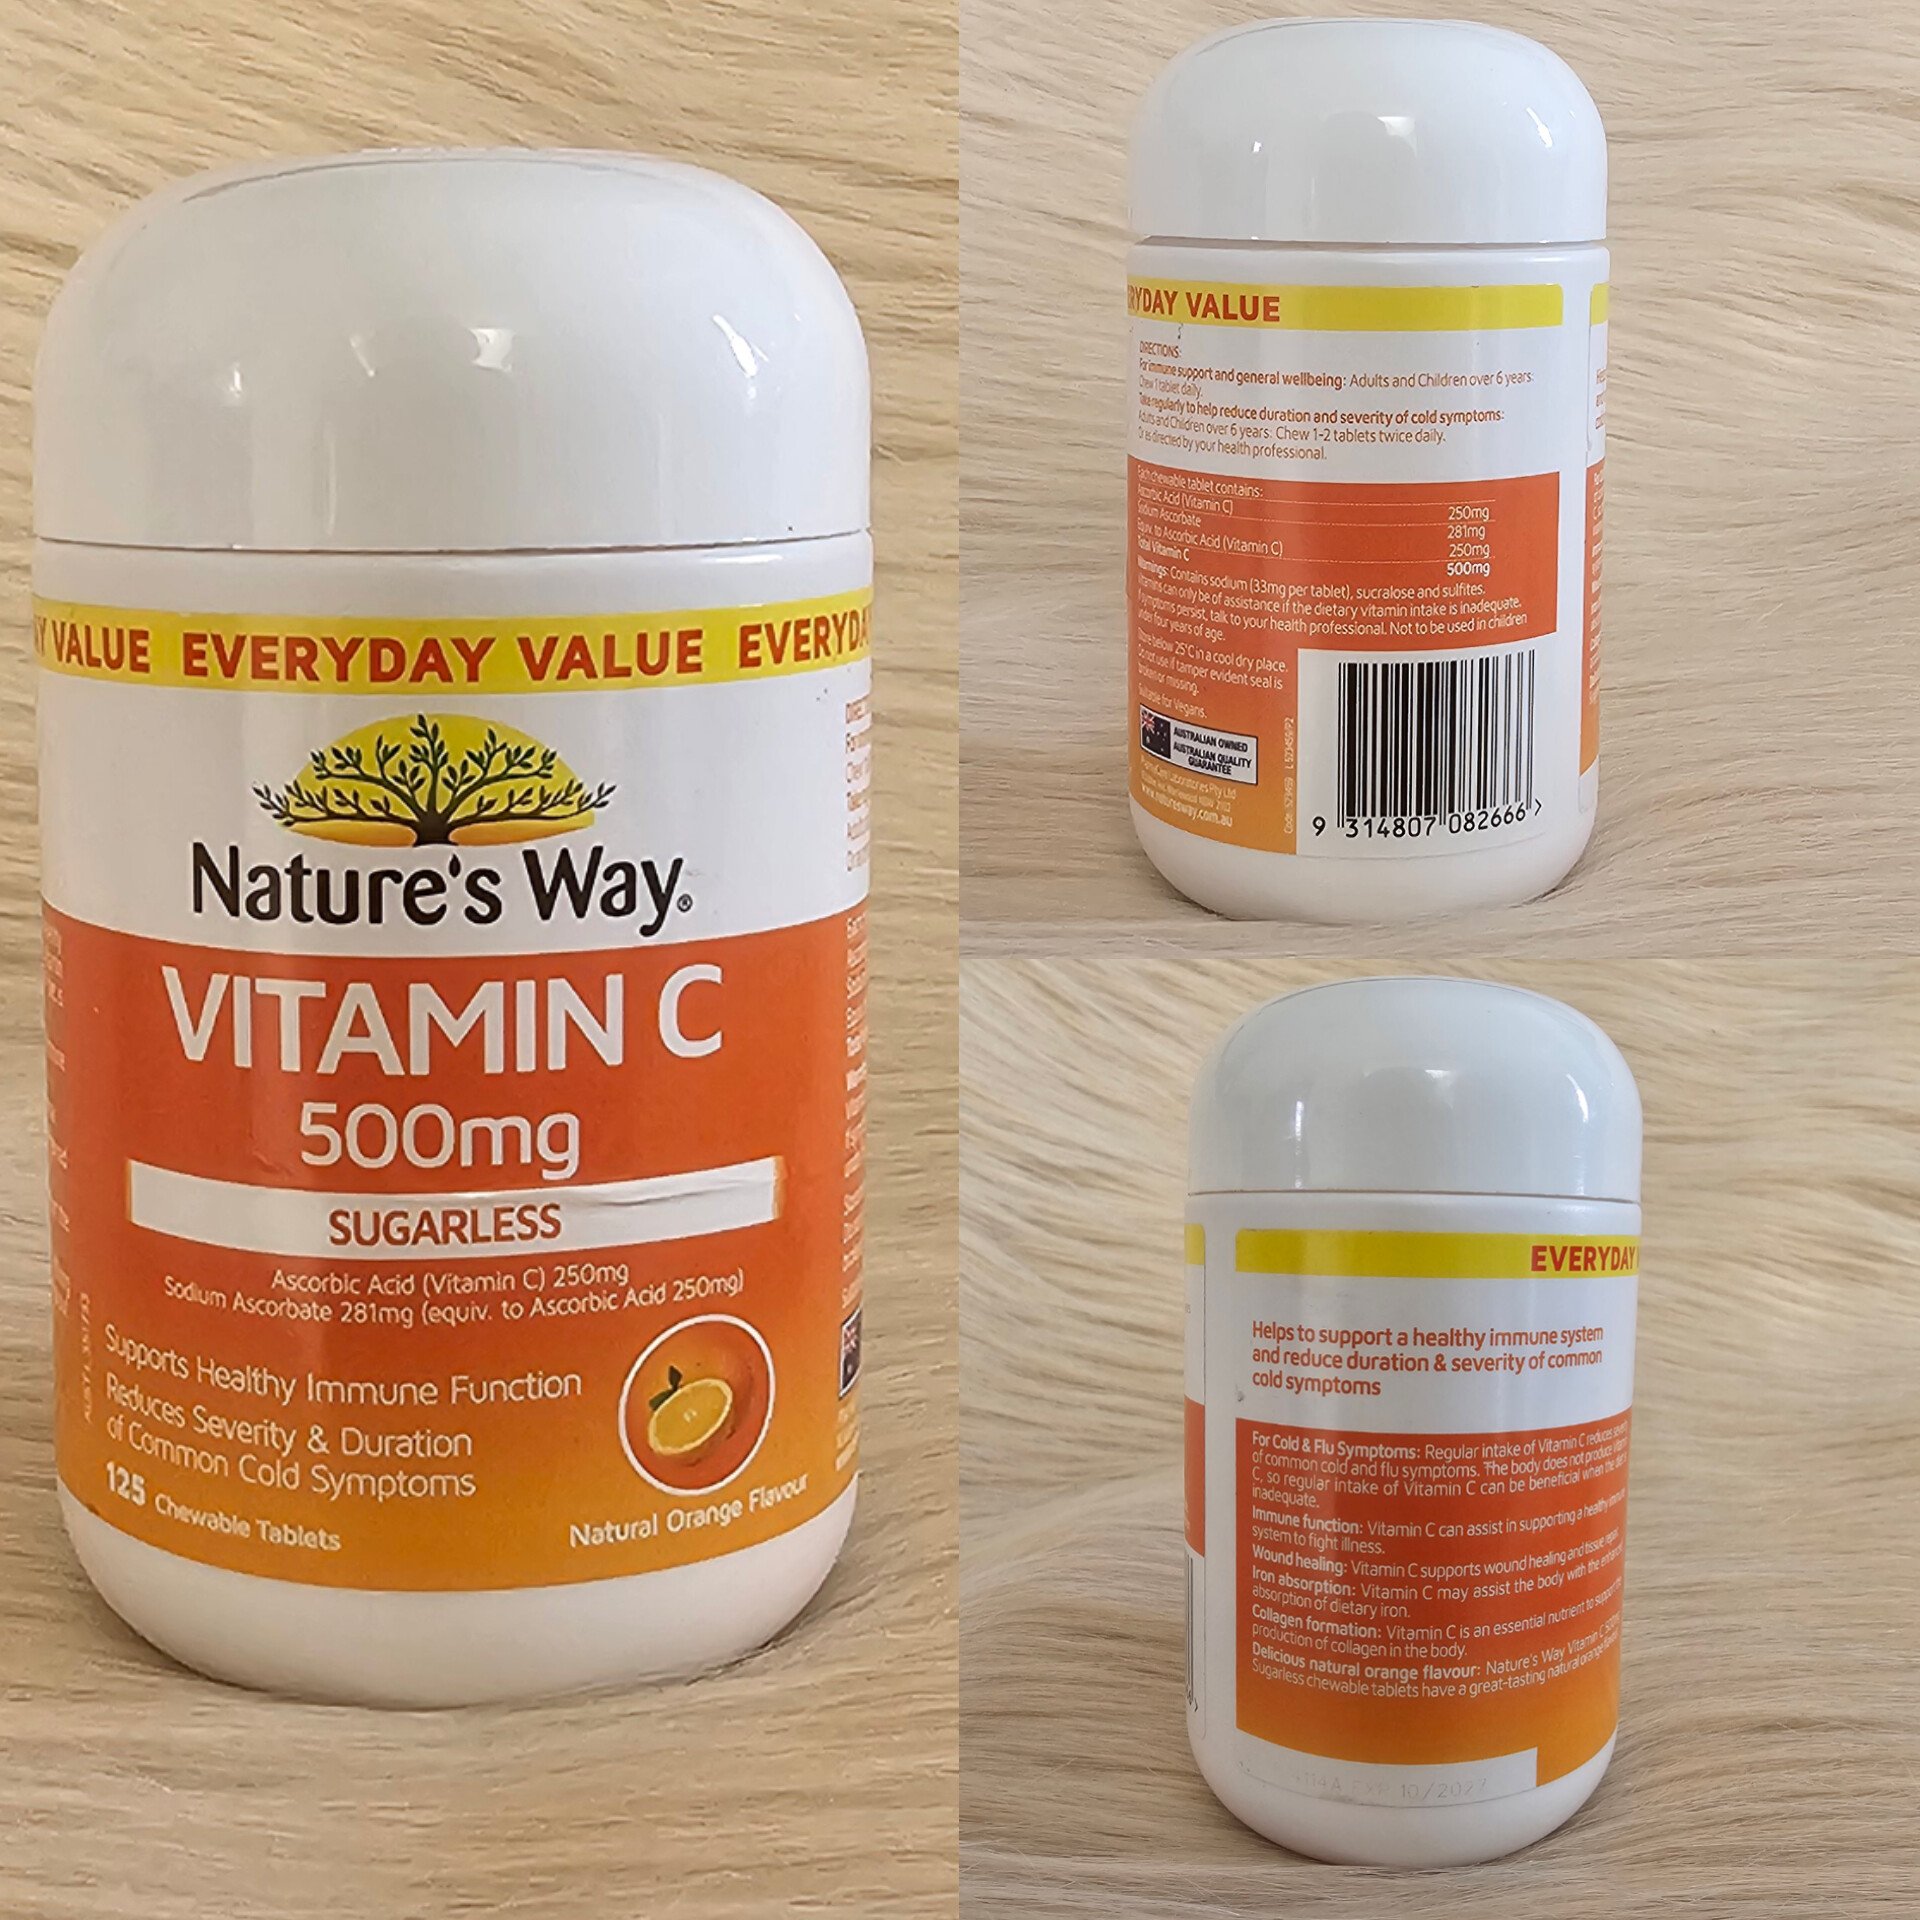 Y VALUE EVERYDAY VALUE EVERYDA
Nature's Way®
VITAMIN C
500mg
SUGARLESS
Ascorbic Acid (Vitamin C) 250mg
Sodium Ascorbate 281mg (equiv. to Ascorbic Acid 250mg)
Supports Healthy Immune Function
Reduces Severity & Duration
of Common Cold Symptoms
125 Chewable Tablets
Natural Orange Flavour
RYDAY VALUE
DIRECTIONS:
For immune support and general wellbeing: Adults and Children over 6 years:
Chew 1 tablet daily.
Take regularly to help reduce duration and severity of cold symptoms:
Adults and Children over 6 years: Chew 1-2 tablets twice daily.
Or as directed by your health professional.
Each chewable tablet contains:
Ascorbic Acid (Vitamin C) 250mg
Sodium Ascorbate 281mg
Equiv. to Ascorbic Acid (Vitamin C) 250mg
Total Vitamin C 500mg
Warnings: Contains sodium (33mg per tablet), sucralose and sulfites.
Vitamins can only be of assistance if the dietary vitamin intake is inadequate.
If symptoms persist, talk to your health professional. Not to be used in children
under four years of age.
Store below 25°C in a cool dry place.
Do not use if tamper evident seal is
broken or missing.
Suitable for Vegans.
AUSTRALIAN OWNED
AUSTRALIAN QUALITY
GUARANTEE
PharmaCare Laboratories Pty Ltd
www.naturesway.com.au
9 314807 082666 >
EVERYDAY
Helps to support a healthy immune system
and reduce duration & severity of common
cold symptoms
For Cold & Flu Symptoms: Regular intake of Vitamin C reduces severity
of common cold and flu symptoms. The body does not produce Vitamin
C, so regular intake of Vitamin C can be beneficial when the diet is
inadequate.
Immune function: Vitamin C can assist in supporting a healthy immune
system to fight illness.
Wound healing: Vitamin C supports wound healing and tissue repair.
Iron absorption: Vitamin C may assist the body with the enhanced
absorption of dietary iron.
Collagen formation: Vitamin C is an essential nutrient to support the
production of collagen in the body.
Delicious natural orange flavour: Nature's Way Vitamin C 500mg
Sugarless chewable tablets have a great-tasting natural orange flavour.
EXP 10/2027